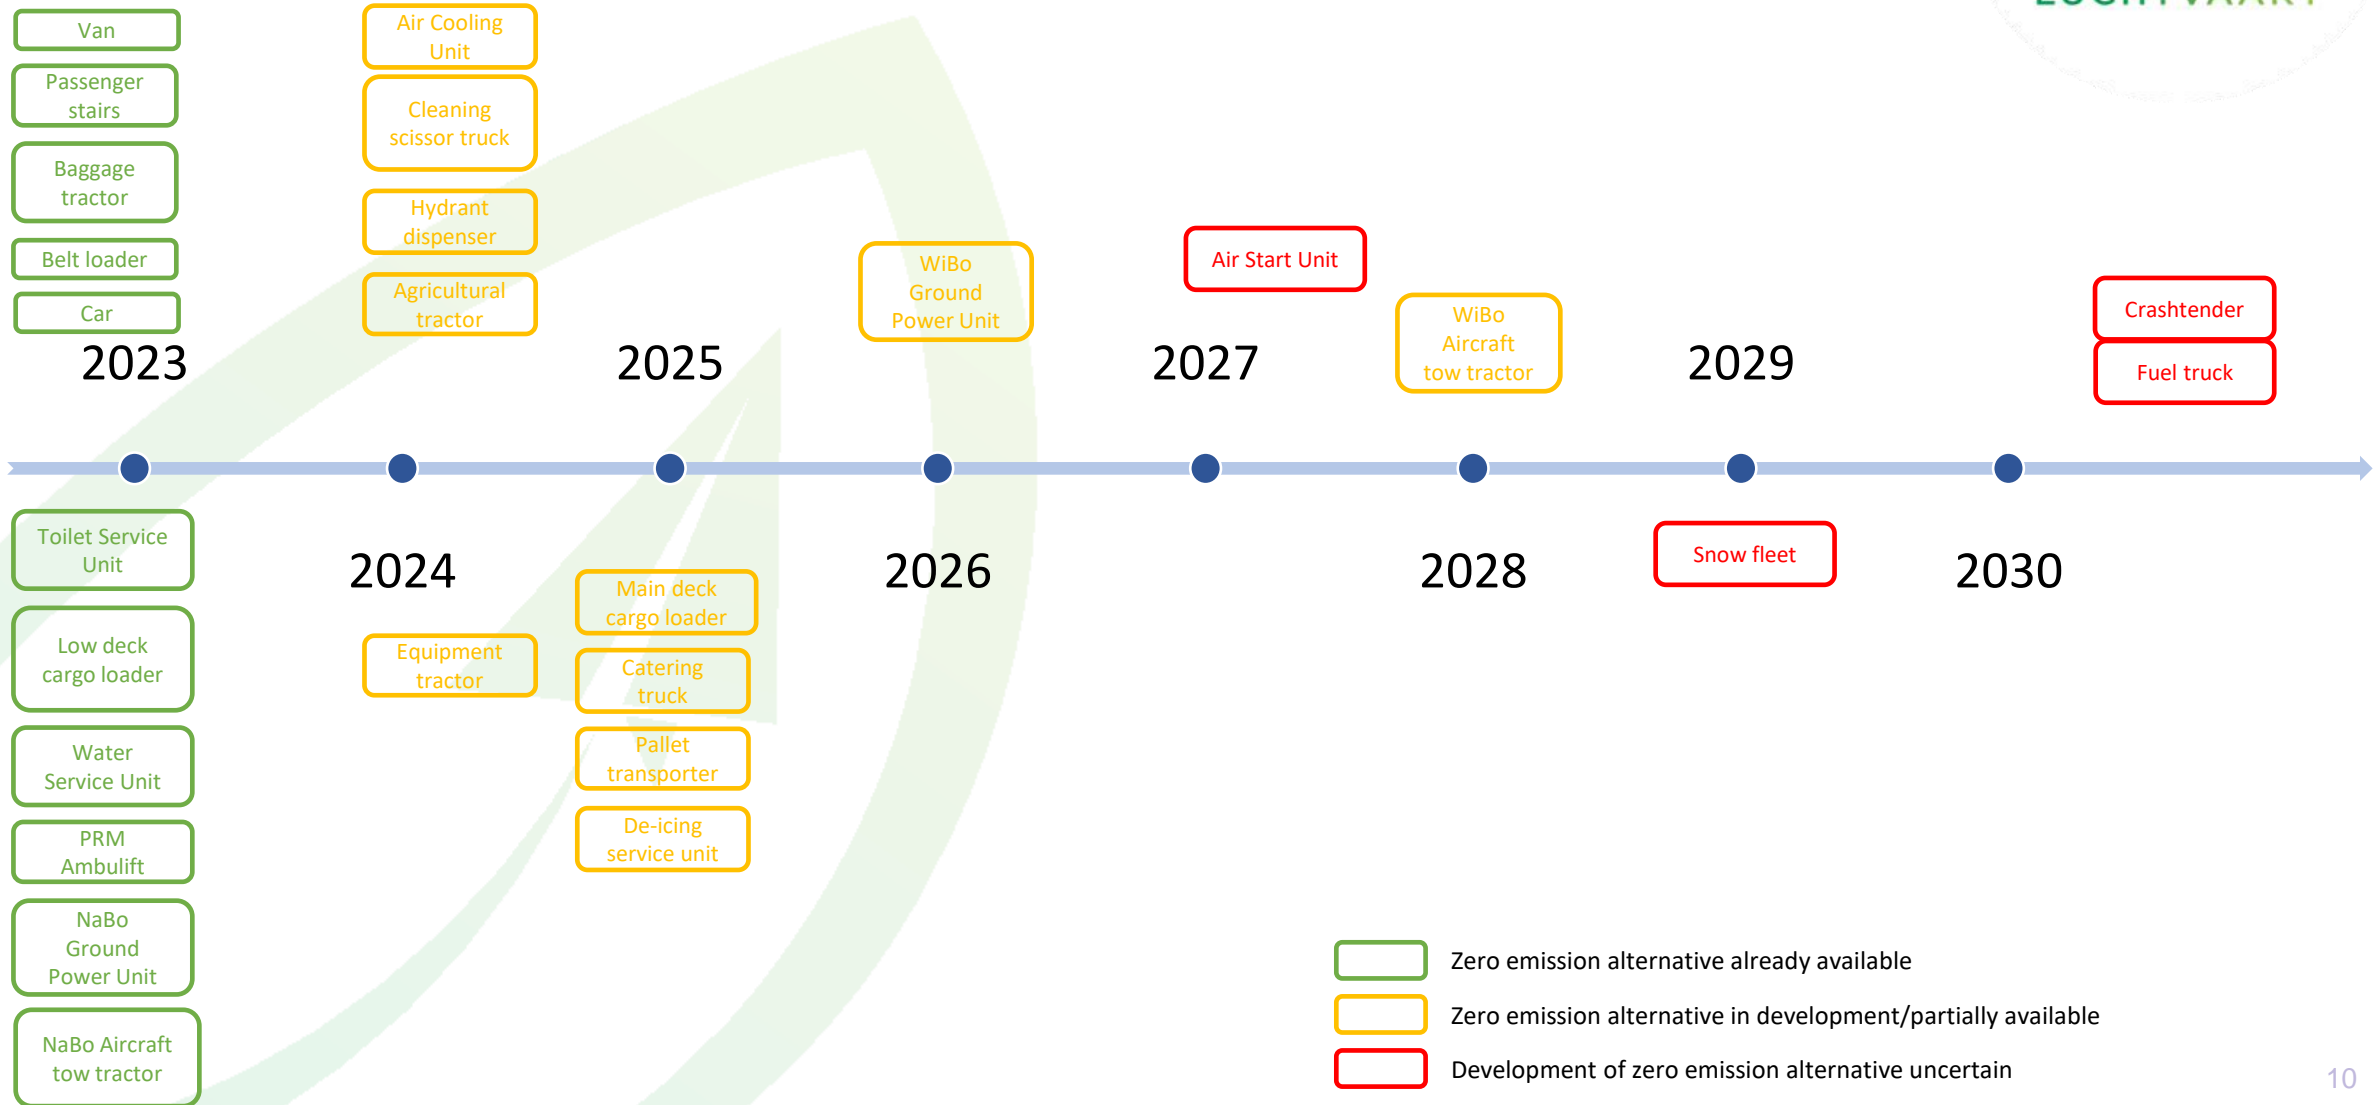 LUCHTVAART
Van
Passenger
stairs
Baggage
tractor
Belt loader
Car
Air Cooling
Unit
Cleaning
scissor truck
Hydrant
dispenser
Agricultural
tractor
WiBo
Ground
Power Unit
Air Start Unit
WiBo
Aircraft
tow tractor
Crashtender
Fuel truck
2023
2025
2027
2029
2024
2026
2028
2030
Toilet Service
Unit
Low deck
cargo loader
Water
Service Unit
PRM
Ambulift
NaBo
Ground
Power Unit
NaBo Aircraft
tow tractor
Equipment
tractor
Main deck
cargo loader
Catering
truck
Pallet
transporter
De-icing
service unit
Snow fleet
Zero emission alternative already available
Zero emission alternative in development/partially available
Development of zero emission alternative uncertain
10